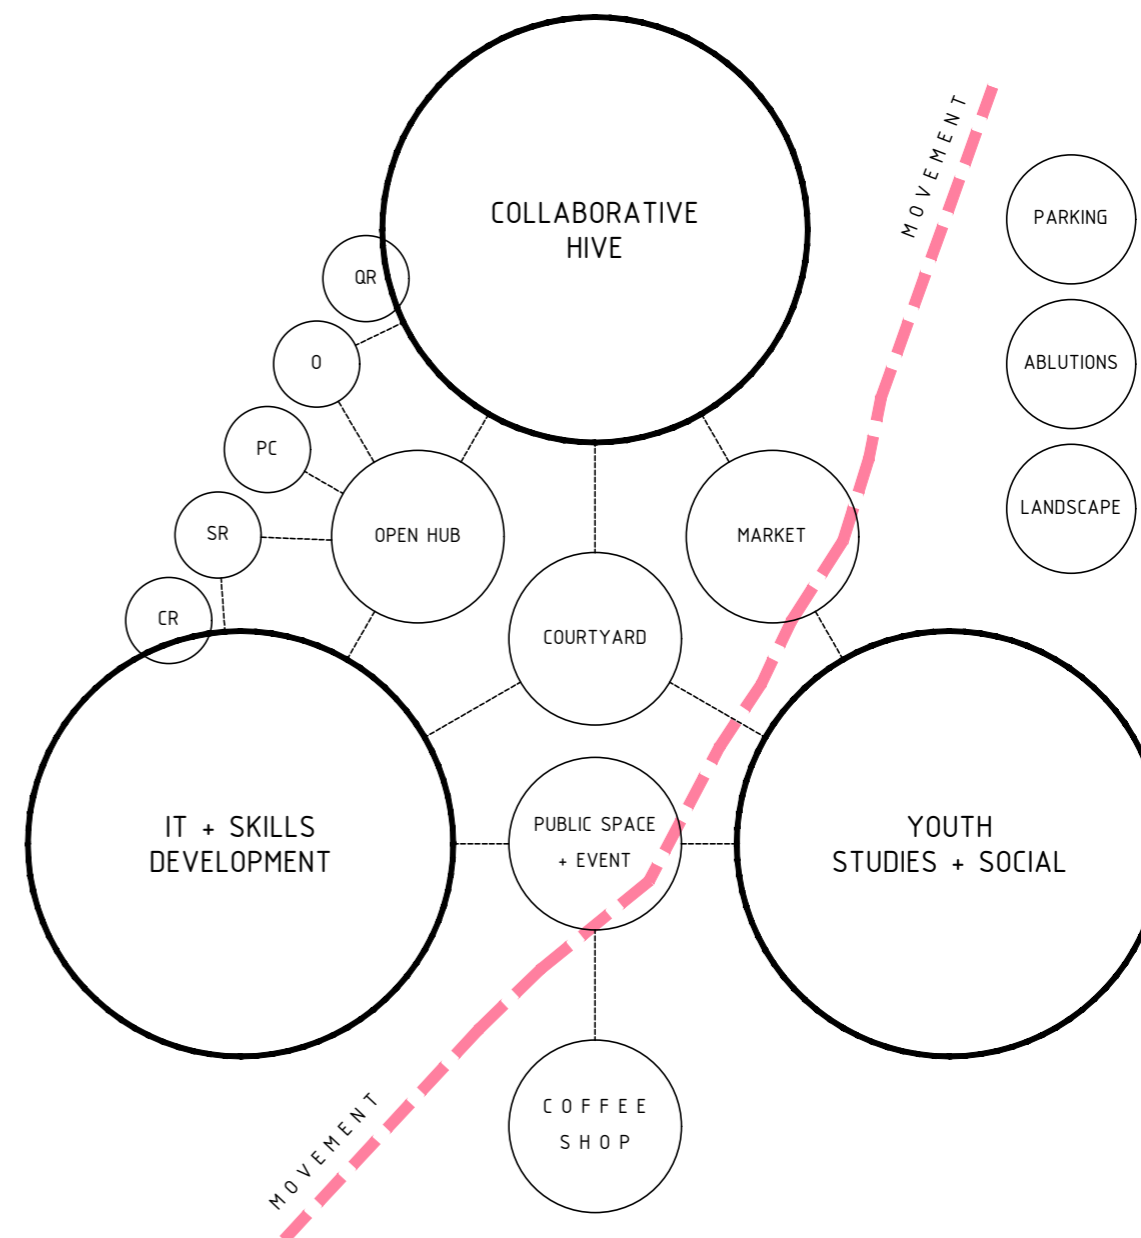 COLLABORATIVE
HIVE
MOVEMENT
PARKING
ABLUTIONS
LANDSCAPE
QR
O
PC
SR
CR
OPEN HUB
MARKET
COURTYARD
IT + SKILLS
DEVELOPMENT
PUBLIC SPACE
+ EVENT
YOUTH
STUDIES + SOCIAL
MOVEMENT
COFFEE
SHOP